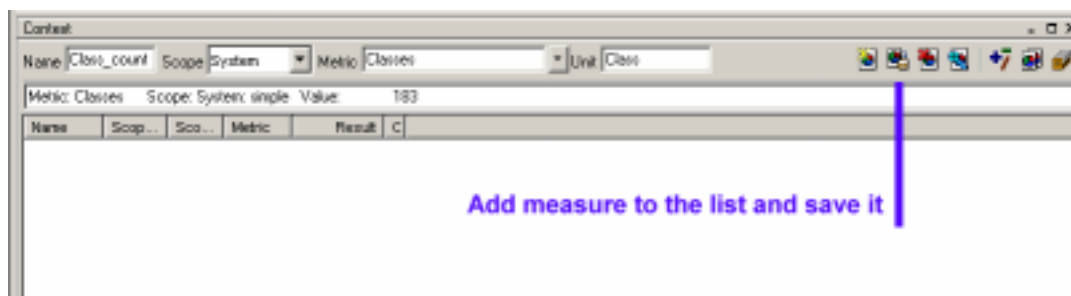 Context
Name Class_count Scope System Metric Classes Unit Class
Metric: Classes Scope: System: simple Value: 183
Name Scop... Sco... Metric Result C
Add measure to the list and save it